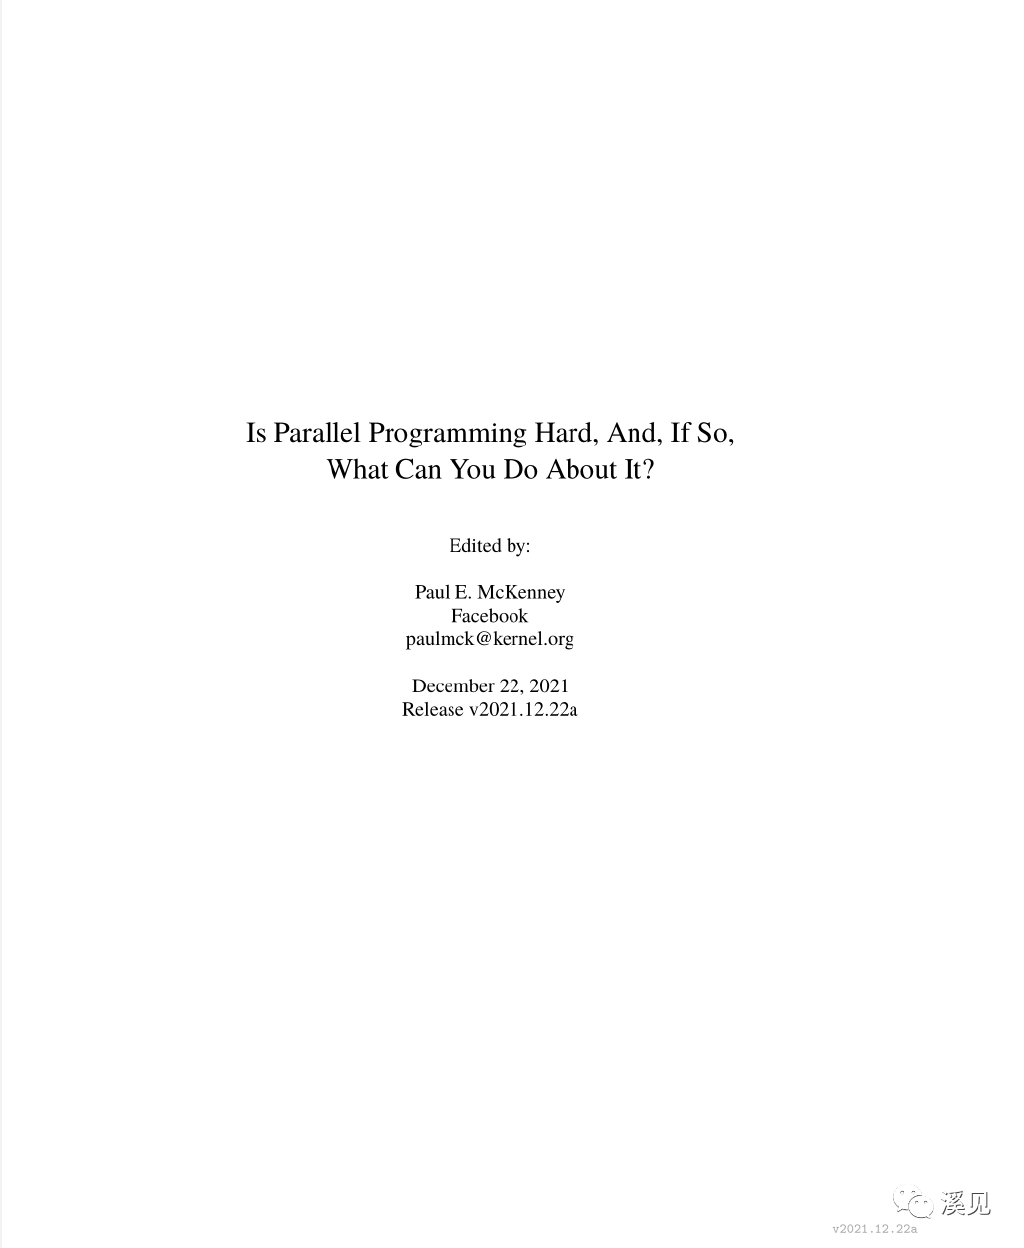 Is Parallel Programming Hard, And, If So,
What Can You Do About It?
Edited by:
Paul E. McKenney
Facebook
paulmck@kernel.org
December 22, 2021
Release v2021.12.22a
溪见
v2021.12.22a